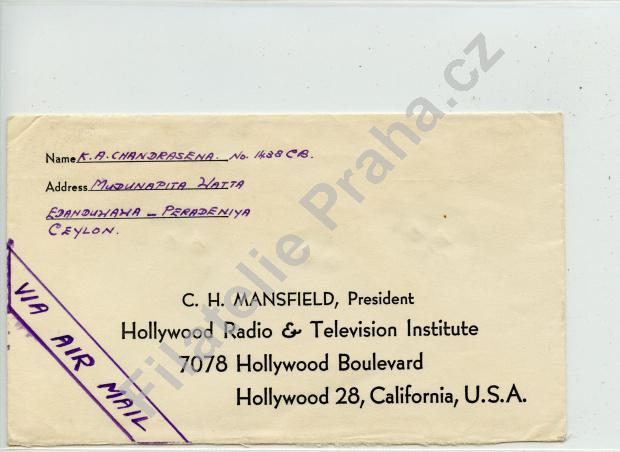 Name K. A. CHANDRASENA. No. 1438 CB.
Address MUDUNAPITA WATTA
EDANDUWAWA – PERADENIYA
CEYLON.
C. H. MANSFIELD, President
Hollywood Radio & Television Institute
7078 Hollywood Boulevard
Hollywood 28, California, U.S.A.
VIA AIR MAIL
Filatelie Praha.cz